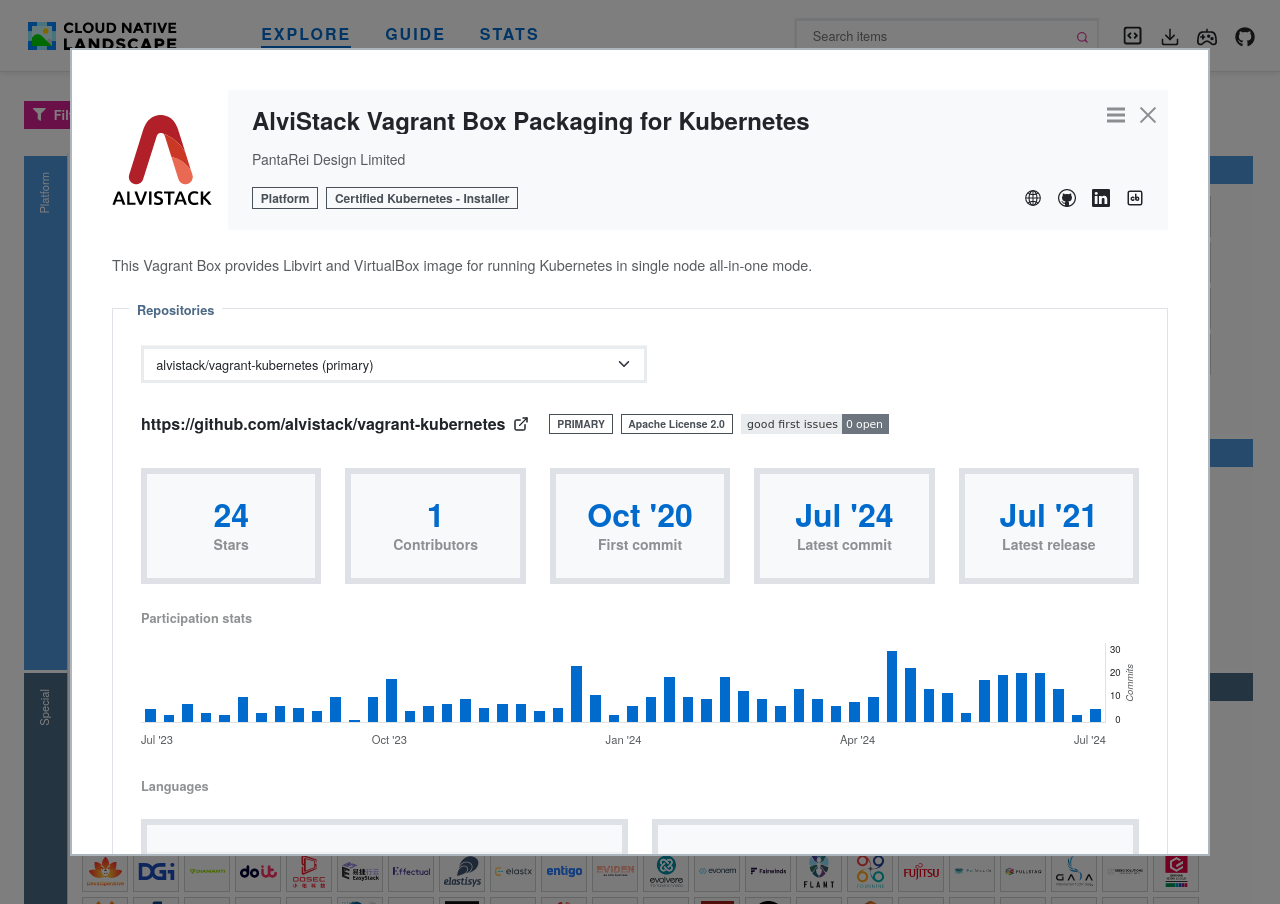 CLOUD NATIVE
LANDSCAPE
EXPLORE
GUIDE
STATS
Search items
Platform
Special
ALVISTACK
AlviStack Vagrant Box Packaging for Kubernetes
PantaRei Design Limited
Platform
Certified Kubernetes - Installer
This Vagrant Box provides Libvirt and VirtualBox image for running Kubernetes in single node all-in-one mode.
Repositories
alvistack/vagrant-kubernetes (primary)
https://github.com/alvistack/vagrant-kubernetes
PRIMARY
Apache License 2.0
good first issues 0 open
24
Stars
1
Contributors
Oct '20
First commit
Jul '24
Latest commit
Jul '21
Latest release
Participation stats
30
20
10
0
Commits
Jul '23
Oct '23
Jan '24
Apr '24
Jul '24
Languages
DGi
doit
DOSEC
EasyStack
Effectual
elastisys
elastx
entigo
EVIDEN
evolvere
evonem
Fairwinds
FLANT
FUJITSU